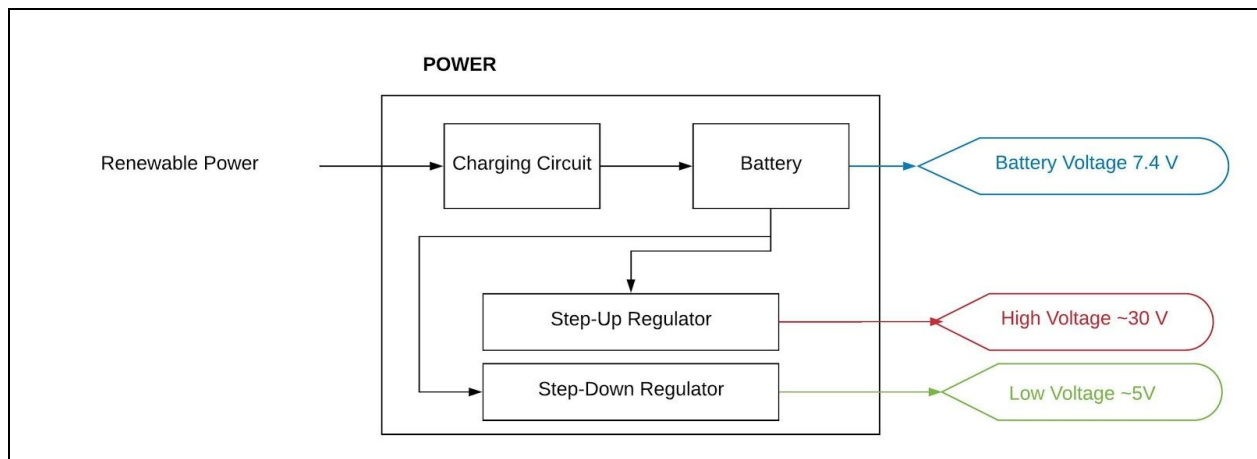 POWER
Renewable Power
Charging Circuit
Battery
Battery Voltage 7.4 V
Step-Up Regulator
High Voltage ~30 V
Step-Down Regulator
Low Voltage ~5V